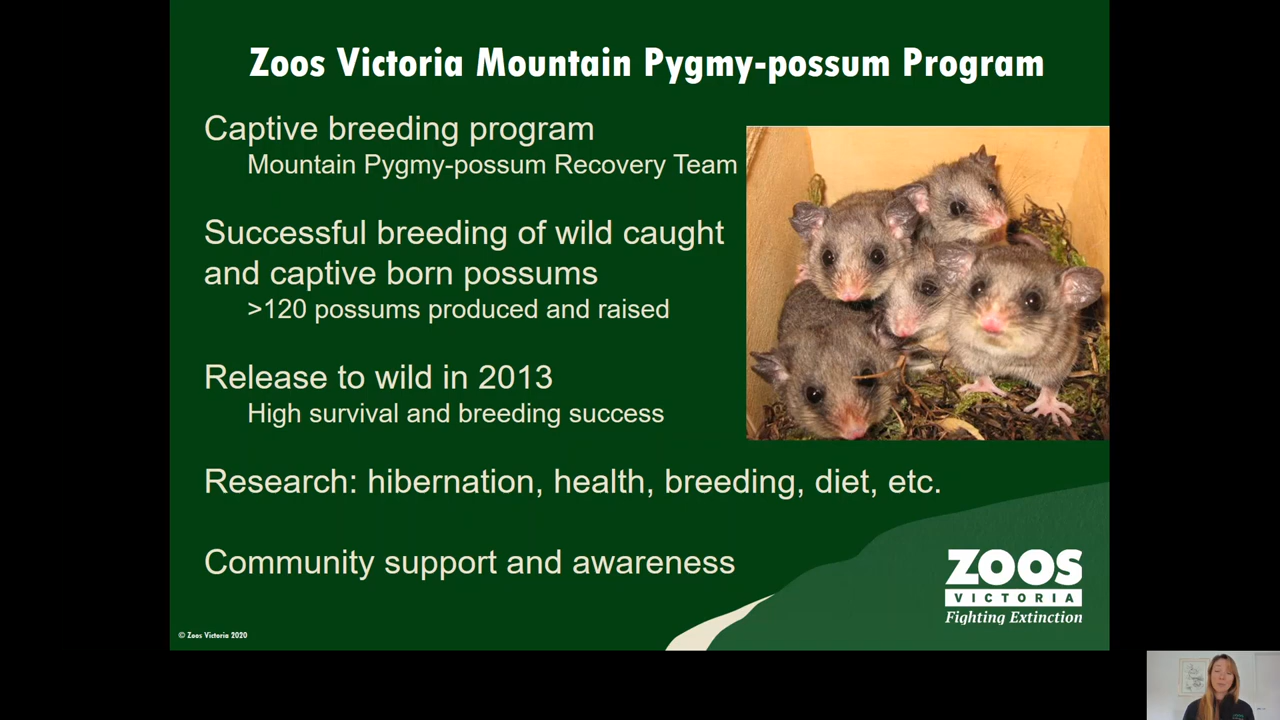 Zoos Victoria Mountain Pygmy-possum Program
Captive breeding program
Mountain Pygmy-possum Recovery Team
Successful breeding of wild caught
and captive born possums
>120 possums produced and raised
Release to wild in 2013
High survival and breeding success
Research: hibernation, health, breeding, diet, etc.
Community support and awareness
ZOOS
VICTORIA
Fighting Extinction
© Zoos Victoria 2020